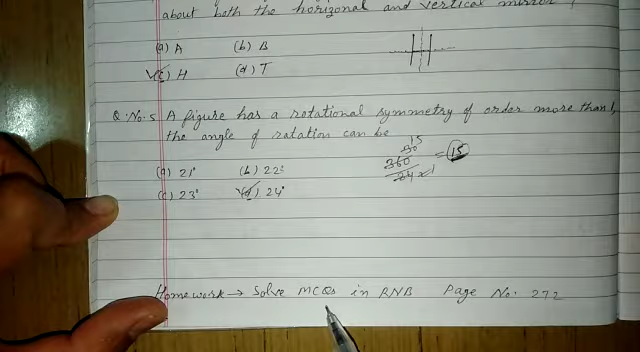 about both the horizonal and vertical mirror,
(a) A (b) B
(c) H (d) T
Q. No. 5 A figure has a rotational symmetry of order more than 1,
the angle of rotation can be
(a) 21° (b) 22°
(c) 23° (d) 24°
15
30
360 = 15
24 × 1
Homework → Solve MCQs in RNB Page No. 272